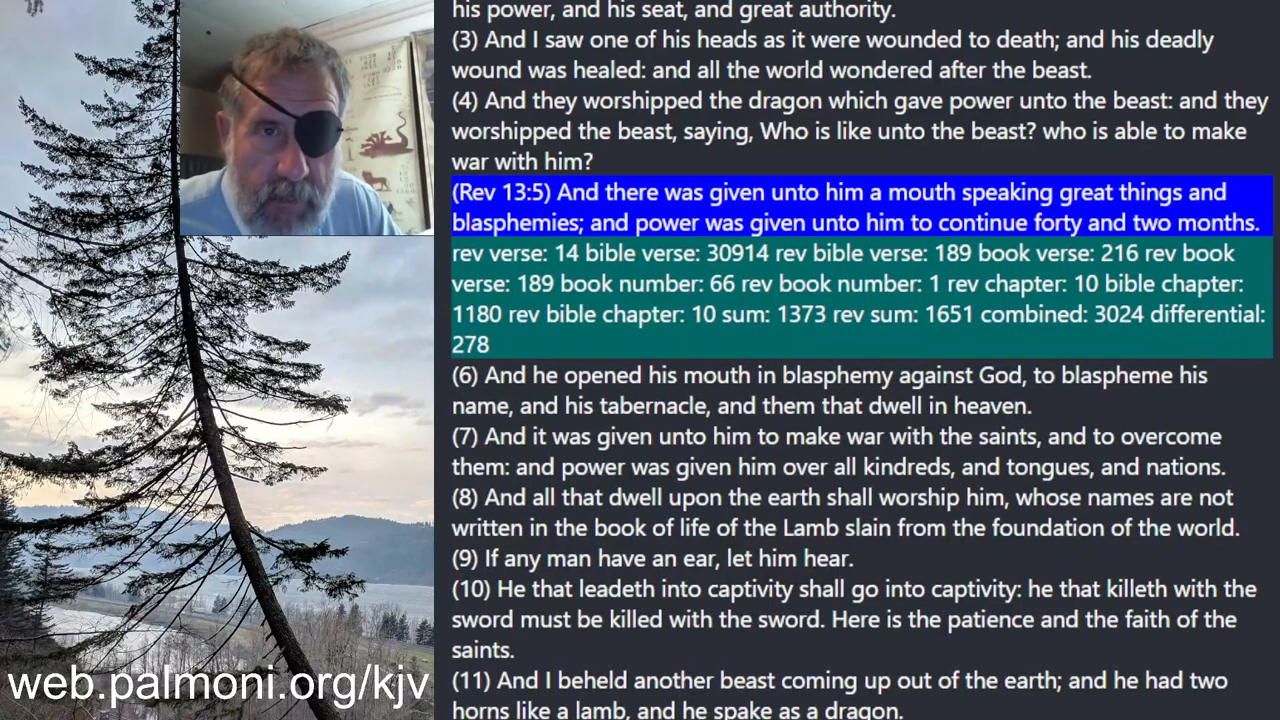 his power, and his seat, and great authority.
(3) And I saw one of his heads as it were wounded to death; and his deadly
wound was healed: and all the world wondered after the beast.
(4) And they worshipped the dragon which gave power unto the beast: and they
worshipped the beast, saying, Who is like unto the beast? who is able to make
war with him?
(Rev 13:5) And there was given unto him a mouth speaking great things and
blasphemies; and power was given unto him to continue forty and two months.
rev verse: 14 bible verse: 30914 rev bible verse: 189 book verse: 216 rev book
verse: 189 book number: 66 rev book number: 1 rev chapter: 10 bible chapter:
1180 rev bible chapter: 10 sum: 1373 rev sum: 1651 combined: 3024 differential:
278
(6) And he opened his mouth in blasphemy against God, to blaspheme his
name, and his tabernacle, and them that dwell in heaven.
(7) And it was given unto him to make war with the saints, and to overcome
them: and power was given him over all kindreds, and tongues, and nations.
(8) And all that dwell upon the earth shall worship him, whose names are not
written in the book of life of the Lamb slain from the foundation of the world.
(9) If any man have an ear, let him hear.
(10) He that leadeth into captivity shall go into captivity: he that killeth with the
sword must be killed with the sword. Here is the patience and the faith of the
saints.
(11) And I beheld another beast coming up out of the earth; and he had two
horns like a lamb, and he spake as a dragon.
web.palmoni.org/kjv